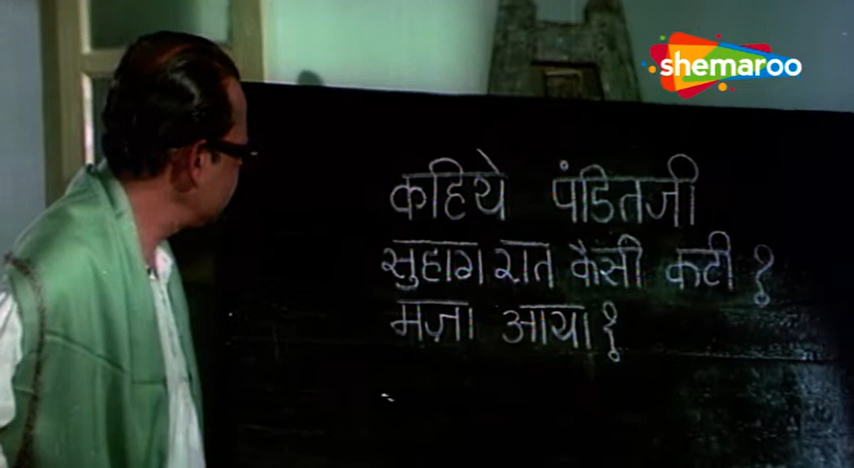 shemaroo
कहिये पंडितजी
सुहाग रात कैसी कटी ?
मज़ा आया ?